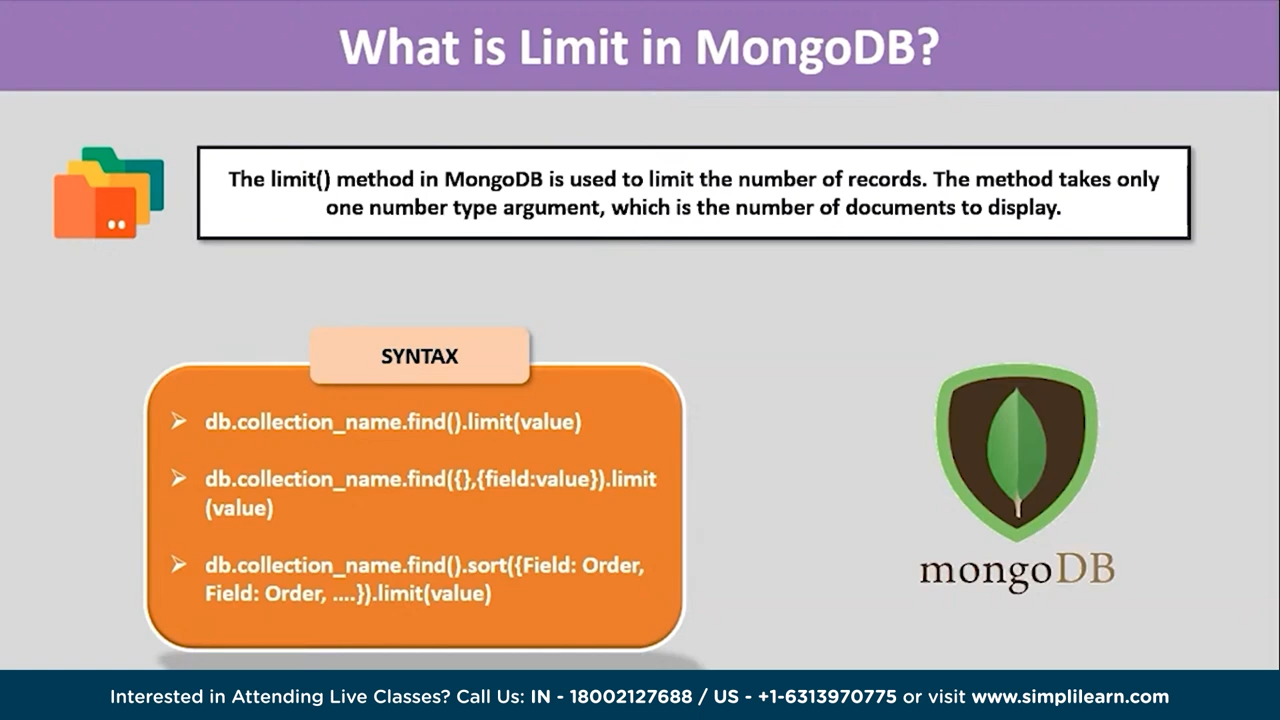 What is Limit in MongoDB?
The limit() method in MongoDB is used to limit the number of records. The method takes only
one number type argument, which is the number of documents to display.
SYNTAX
➤ db.collection_name.find().limit(value)
➤ db.collection_name.find({},{field:value}).limit
(value)
➤ db.collection_name.find().sort({Field: Order,
Field: Order, ....}).limit(value)
mongoDB
Interested in Attending Live Classes? Call Us: IN - 18002127688 / US - +1-6313970775 or visit www.simplilearn.com